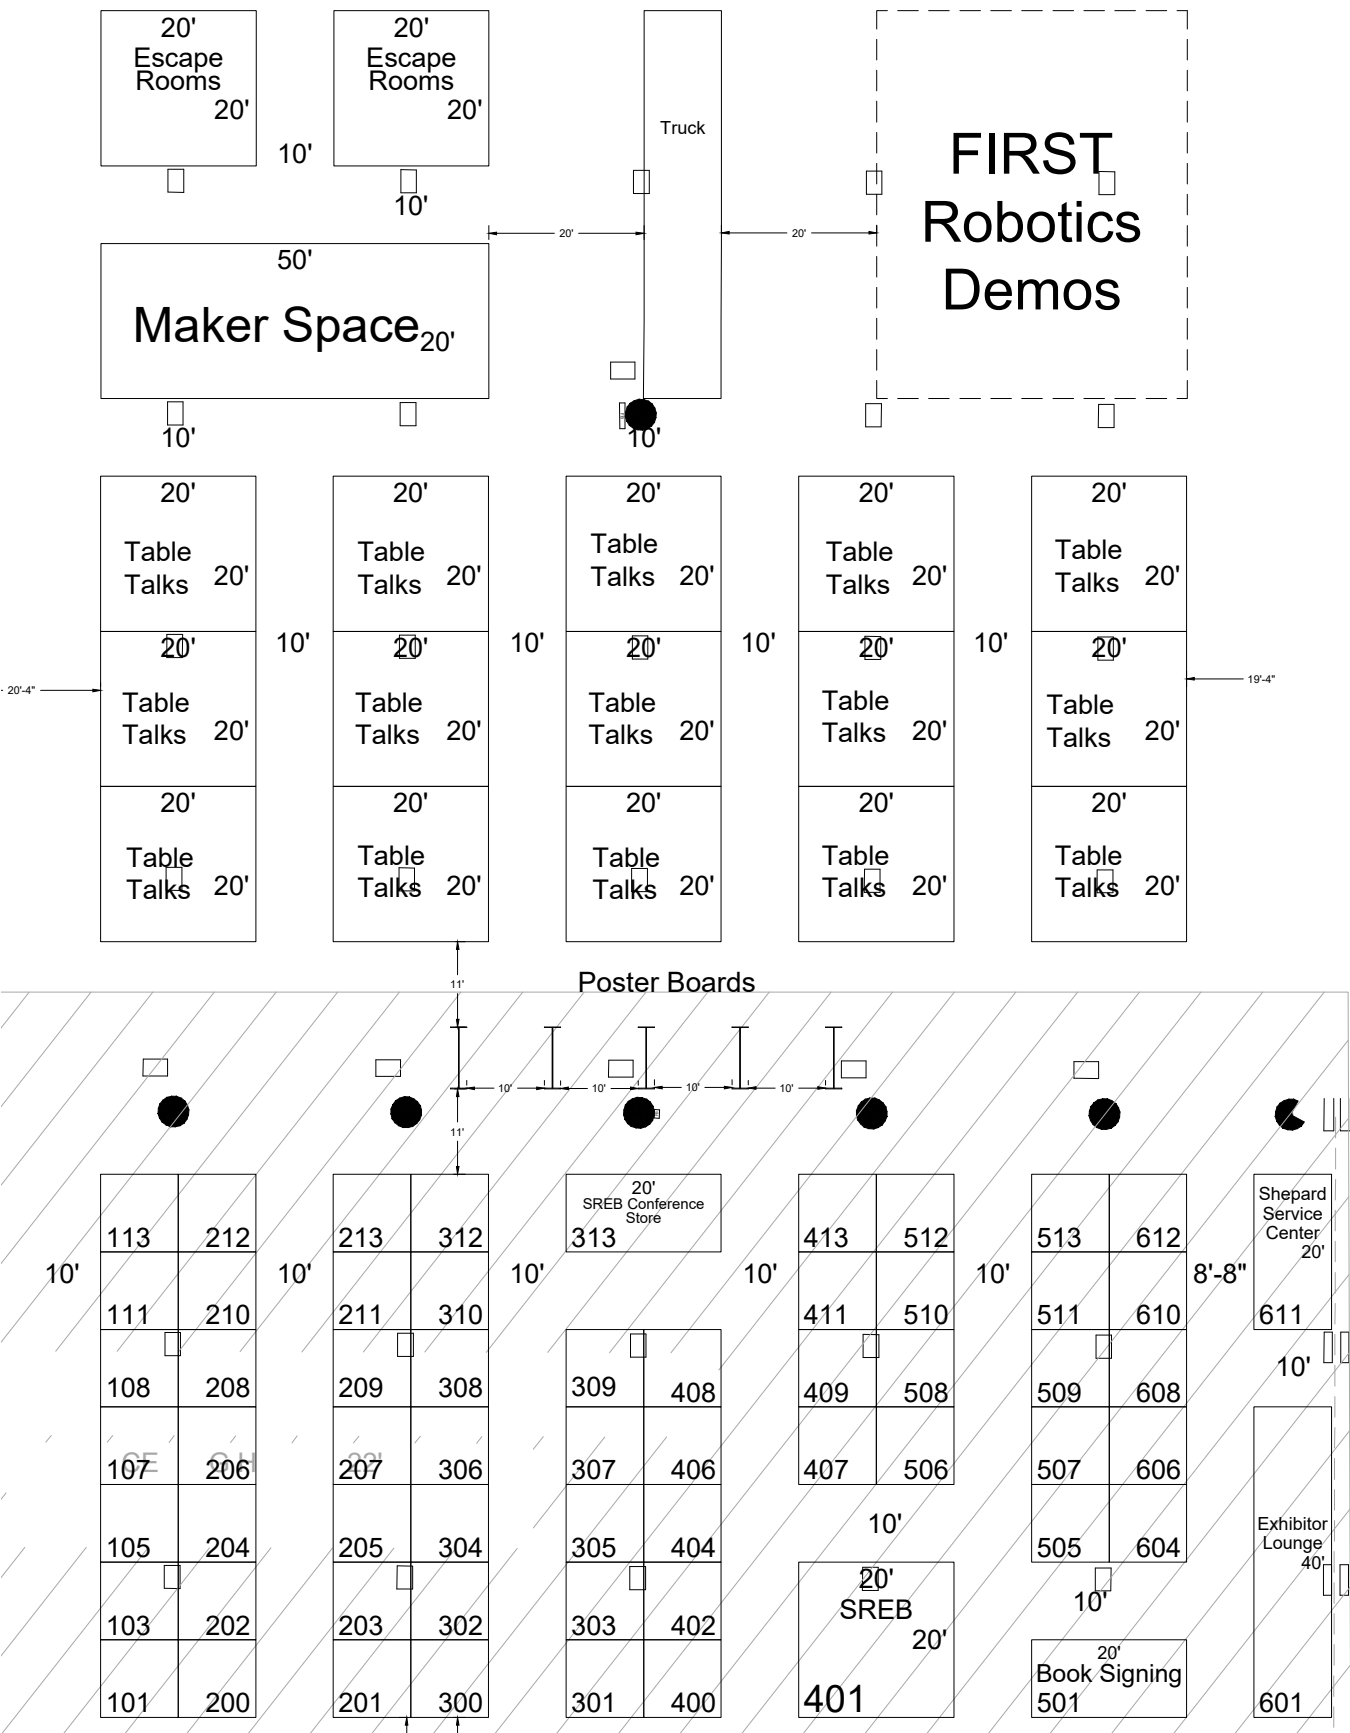 20'
Escape
Rooms
20'
20'
Escape
Rooms
20'
10'
10'
Truck
FIRST
Robotics
Demos
20'
20'
50'
Maker Space
20'
10'
10'
20'
Table
Talks
20'
20'
Table
Talks
20'
20'
Table
Talks
20'
20'
Table
Talks
20'
20'
Table
Talks
20'
10'
10'
10'
10'
20'
Table
Talks
20'
20'
Table
Talks
20'
20'
Table
Talks
20'
20'
Table
Talks
20'
20'
Table
Talks
20'
20'-4"
19'-4"
20'
Table
Talks
20'
20'
Table
Talks
20'
20'
Table
Talks
20'
20'
Table
Talks
20'
20'
Table
Talks
20'
11'
Poster Boards
10'
10'
10'
10'
11'
113 212
213 312
20'
SREB Conference
Store
313
413 512
513 612
Shepard
Service
Center
20'
611
10'
10'
10'
10'
10'
8'-8"
111 210
211 310
411 510
511 610
108 208
209 308
309 408
409 508
509 608
10'
CE
22'
107 206
207 306
307 406
407 506
507 606
105 204
205 304
305 404
10'
505 604
Exhibitor
Lounge
40'
601
103 202
203 302
303 402
20'
SREB
20'
401
10'
101 200
201 300
301 400
20'
Book Signing
501